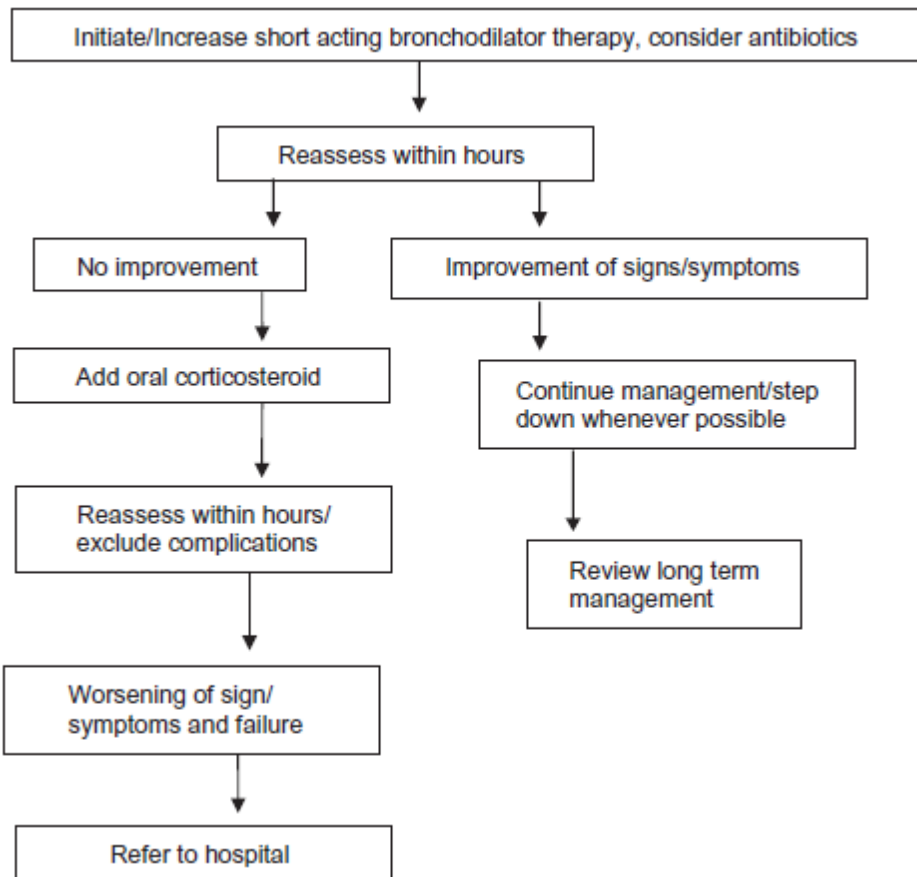 Initiate/Increase short acting bronchodilator therapy, consider antibiotics
Reassess within hours
No improvement
Improvement of signs/symptoms
Add oral corticosteroid
Continue management/step
down whenever possible
Reassess within hours/
exclude complications
Review long term
management
Worsening of sign/
symptoms and failure
Refer to hospital